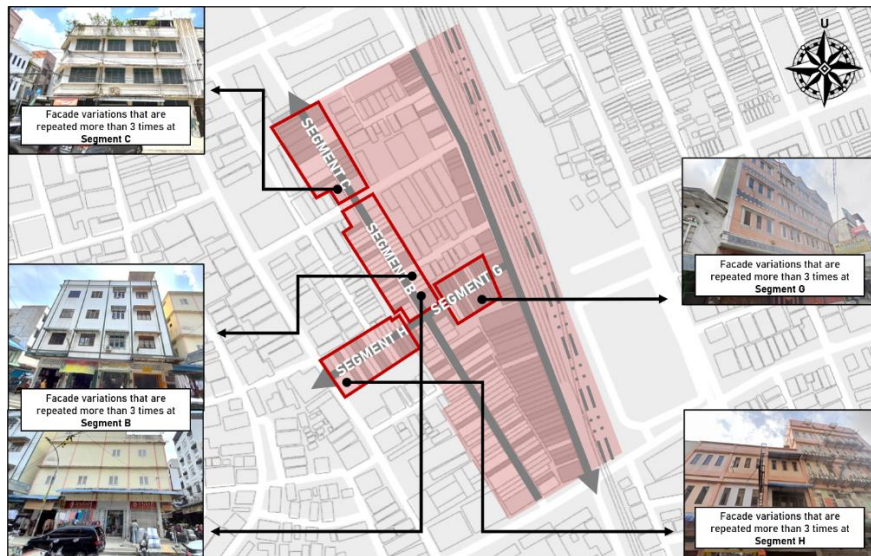 U
Facade variations that are
repeated more than 3 times at
Segment C
SEGMENT C
SEGMENT B
SEGMENT G
SEGMENT H
Facade variations that are
repeated more than 3 times at
Segment G
Facade variations that are
repeated more than 3 times at
Segment B
Facade variations that are
repeated more than 3 times at
Segment H